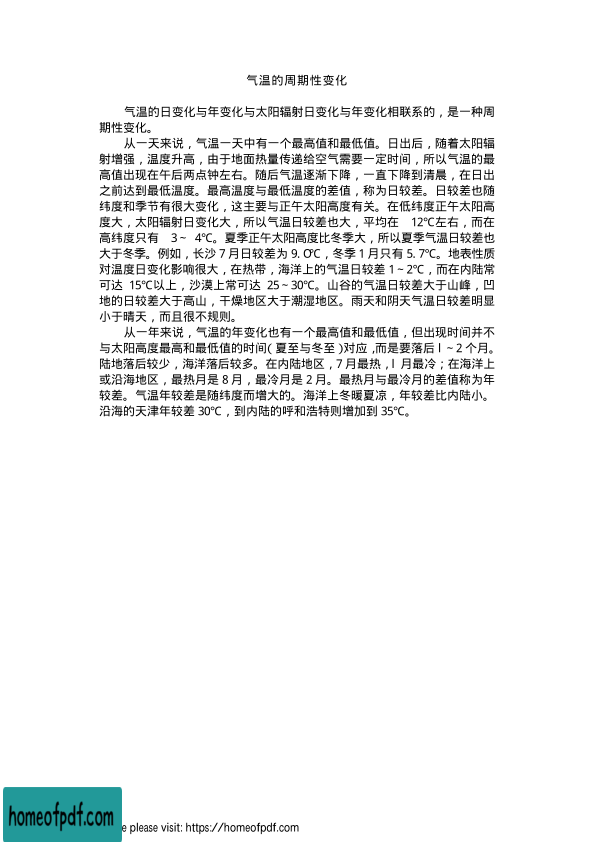 气温的周期性变化
气温的日变化与年变化与太阳辐射日变化与年变化相联系的，是一种周
期性变化。
从一天来说，气温一天中有一个最高值和最低值。日出后，随着太阳辐
射增强，温度升高，由于地面热量传递给空气需要一定时间，所以气温的最
高值出现在午后两点钟左右。随后气温逐渐下降，一直下降到清晨，在日出
之前达到最低温度。最高温度与最低温度的差值，称为日较差。日较差也随
纬度和季节有很大变化，这主要与正午太阳高度有关。在低纬度正午太阳高
度大，太阳辐射日变化大，所以气温日较差也大，平均在 12℃左右，而在
高纬度只有 3～ 4℃。夏季正午太阳高度比冬季大，所以夏季气温日较差也
大于冬季。例如，长沙 7 月日较差为 9.O℃，冬季 1 月只有 5.7℃。地表性质
对温度日变化影响很大，在热带，海洋上的气温日较差 1～2℃，而在内陆常
可达 15℃以上，沙漠上常可达 25～30℃。山谷的气温日较差大于山峰，凹
地的日较差大于高山，干燥地区大于潮湿地区。雨天和阴天气温日较差明显
小于晴天，而且很不规则。
从一年来说，气温的年变化也有一个最高值和最低值，但出现时间并不
与太阳高度最高和最低值的时间(夏至与冬至)对应，而是要落后 l～2 个月。
陆地落后较少，海洋落后较多。在内陆地区，7 月最热，l 月最冷；在海洋上
或沿海地区，最热月是 8 月，最冷月是 2 月。最热月与最冷月的差值称为年
较差。气温年较差是随纬度而增大的。海洋上冬暖夏凉，年较差比内陆小。
沿海的天津年较差 30℃，到内陆的呼和浩特则增加到 35℃。
homeofpdf.com
e please visit: https://homeofpdf.com